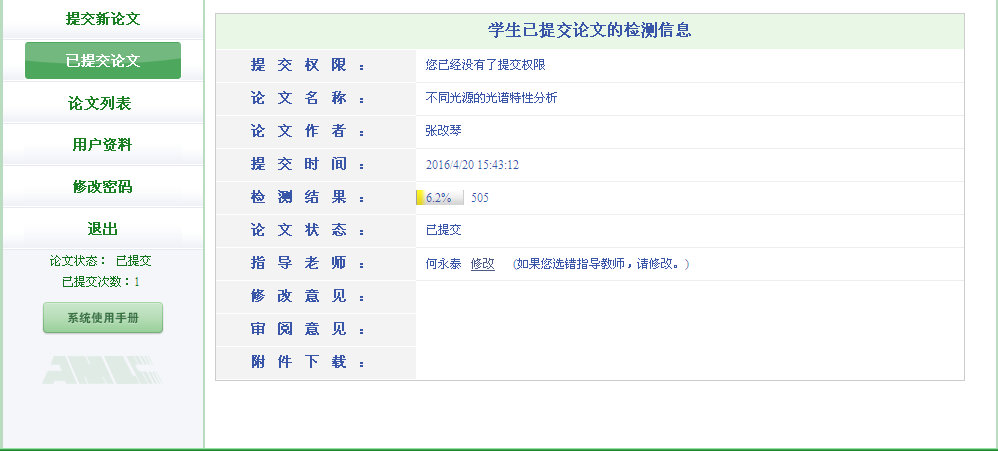 提交新论文
已提交论文
论文列表
用户资料
修改密码
退出
论文状态： 已提交
已提交次数：1
系统使用手册
AMLC
学生已提交论文的检测信息
提交权限： 您已经没有了提交权限
论文名称： 不同光源的光谱特性分析
论文作者： 张改琴
提交时间： 2016/4/20 15:43:12
检测结果： 6.2% 505
论文状态： 已提交
指导老师： 何永泰 修改 (如果您选错指导教师，请修改。)
修改意见：
审阅意见：
附件下载：